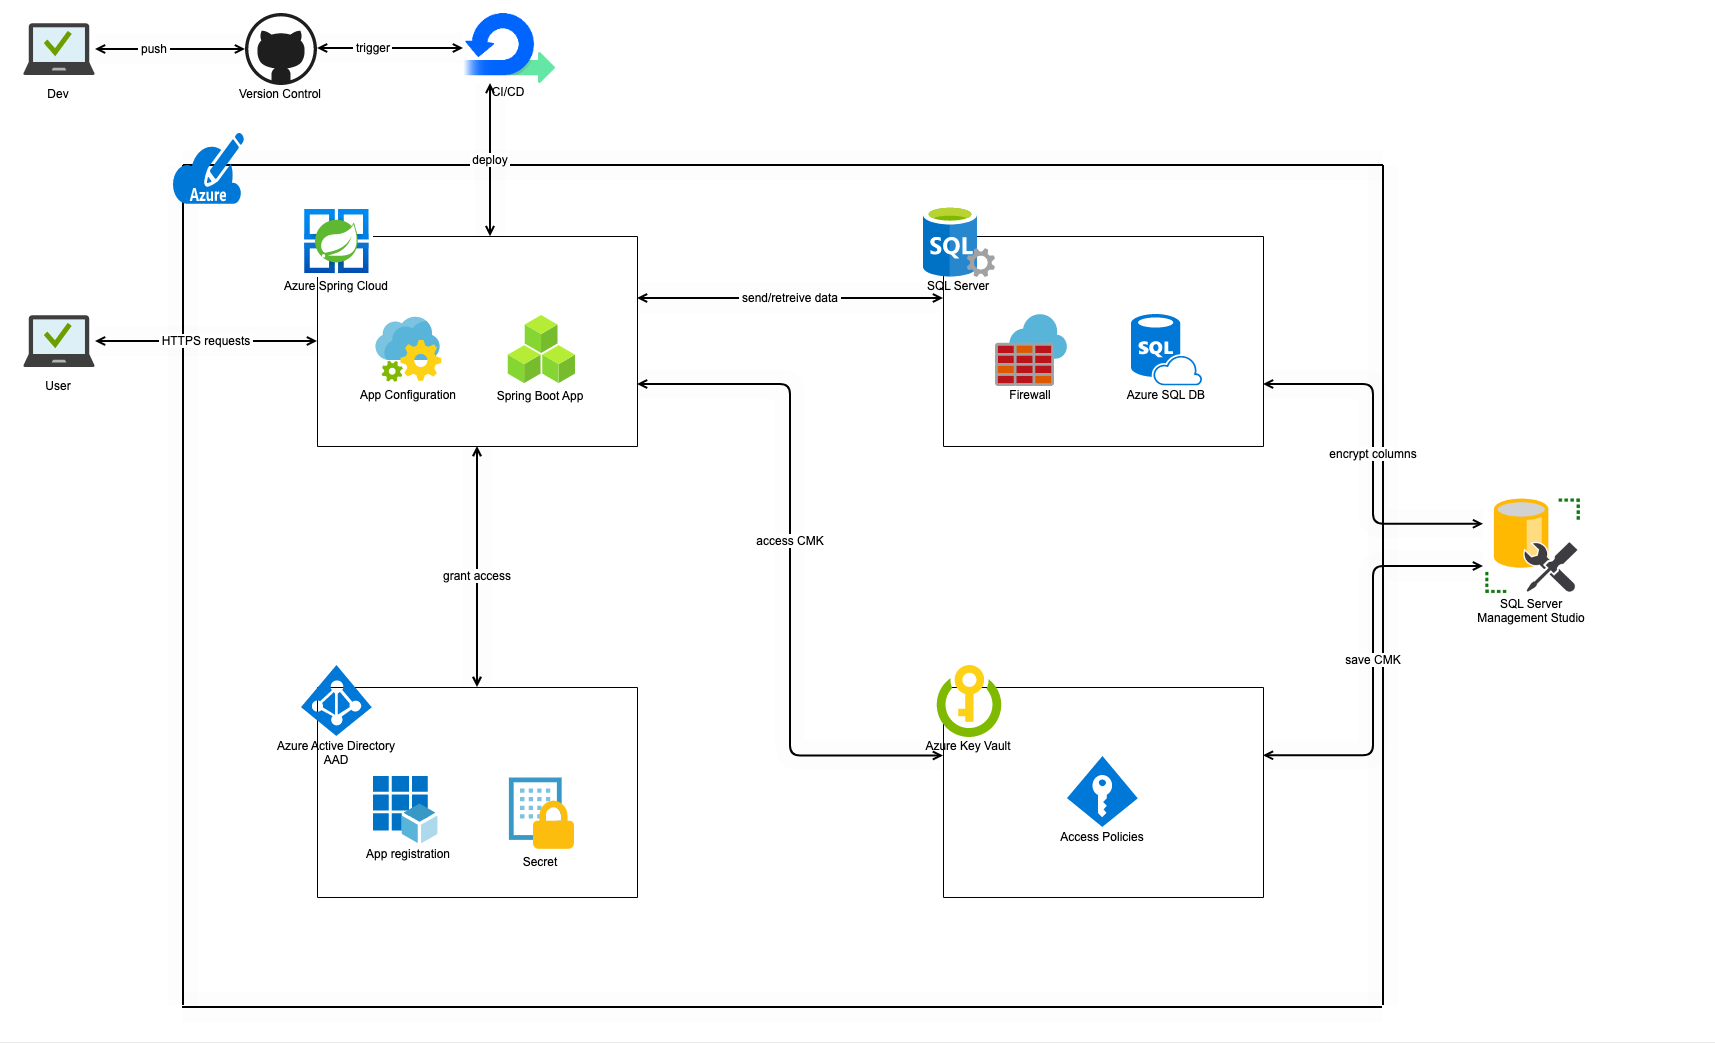 push
trigger
Dev
Version Control
CI/CD
deploy
Azure
SQL
Azure Spring Cloud
SQL Server
send/retreive data
HTTPS requests
SQL
User
App Configuration
Spring Boot App
Firewall
Azure SQL DB
encrypt columns
access CMK
grant access
SQL Server
Management Studio
save CMK
Azure Active Directory
AAD
Azure Key Vault
App registration
Secret
Access Policies